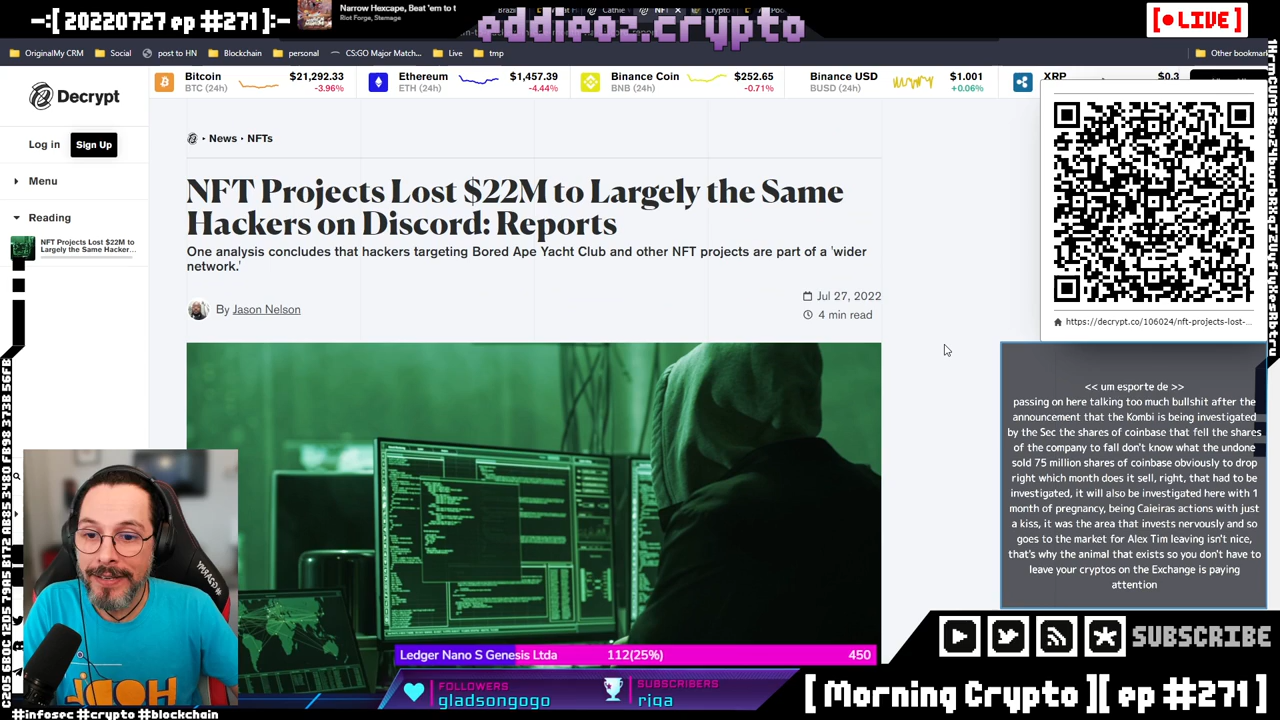 -:[ 20220727 ep #271 ]:-
Narrow Hexcape, Beat 'em to t
Riot Forge, Stemage
eddieoz.crypto
[ • LIVE ]
OriginalMy CRM
Social
post to HN
Blockchain
personal
CS:GO Major Match...
Live
tmp
Other bookmar
Decrypt
Bitcoin $21,292.33
BTC (24h) -3.96%
Ethereum $1,457.39
ETH (24h) -4.44%
Binance Coin $252.65
BNB (24h) -0.71%
Binance USD $1.001
BUSD (24h) +0.06%
XRP $0.3
Log in
Sign Up
Menu
Reading
NFT Projects Lost $22M to
Largely the Same Hacker...
News · NFTs
NFT Projects Lost $22M to Largely the Same
Hackers on Discord: Reports
One analysis concludes that hackers targeting Bored Ape Yacht Club and other NFT projects are part of a 'wider
network.'
By Jason Nelson
Jul 27, 2022
4 min read
https://decrypt.co/106024/nft-projects-lost-...
<< um esporte de >>
passing on here talking too much bullshit after the
announcement that the Kombi is being investigated
by the Sec the shares of coinbase that fell the shares
of the company to fall don't know what the undone
sold 75 million shares of coinbase obviously to drop
right which month does it sell, right, that had to be
investigated, it will also be investigated here with 1
month of pregnancy, being Caieiras actions with just
a kiss, it was the area that invests nervously and so
goes to the market for Alex Tim leaving isn't nice,
that's why the animal that exists so you don't have to
leave your cryptos on the Exchange is paying
attention
Ledger Nano S Genesis Ltda 112(25%) 450
FOLLOWERS
gladsongogo
SUBSCRIBERS
rjga
SUBSCRIBE
[ Morning Crypto ][ ep #271 ]
#infosec #crypto #blockchain